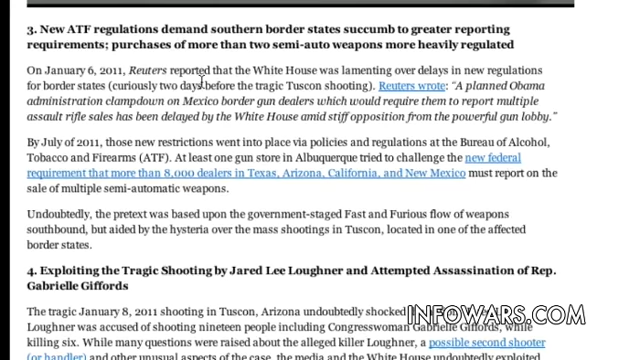 3. New ATF regulations demand southern border states succumb to greater reporting
requirements; purchases of more than two semi-auto weapons more heavily regulated
On January 6, 2011, Reuters reported that the White House was lamenting over delays in new regulations
for border states (curiously two days before the tragic Tuscon shooting). Reuters wrote: “A planned Obama
administration clampdown on Mexico border gun dealers which would require them to report multiple
assault rifle sales has been delayed by the White House amid stiff opposition from the powerful gun lobby.”
By July of 2011, those new restrictions went into place via policies and regulations at the Bureau of Alcohol,
Tobacco and Firearms (ATF). At least one gun store in Albuquerque tried to challenge the new federal
requirement that more than 8,000 dealers in Texas, Arizona, California, and New Mexico must report on the
sale of multiple semi-automatic weapons.
Undoubtedly, the pretext was based upon the government-staged Fast and Furious flow of weapons
southbound, but aided by the hysteria over the mass shootings in Tuscon, located in one of the affected
border states.
4. Exploiting the Tragic Shooting by Jared Lee Loughner and Attempted Assassination of Rep.
Gabrielle Giffords
The tragic January 8, 2011 shooting in Tuscon, Arizona undoubtedly shocked
INFOWARS.COM
Loughner was accused of shooting nineteen people including Congresswoman Gabrielle Giffords, while
killing six. While many questions were raised about the alleged killer Loughner, a possible second shooter
(or handler) and other unusual aspects of the case, the media and the White House undoubtedly exploited